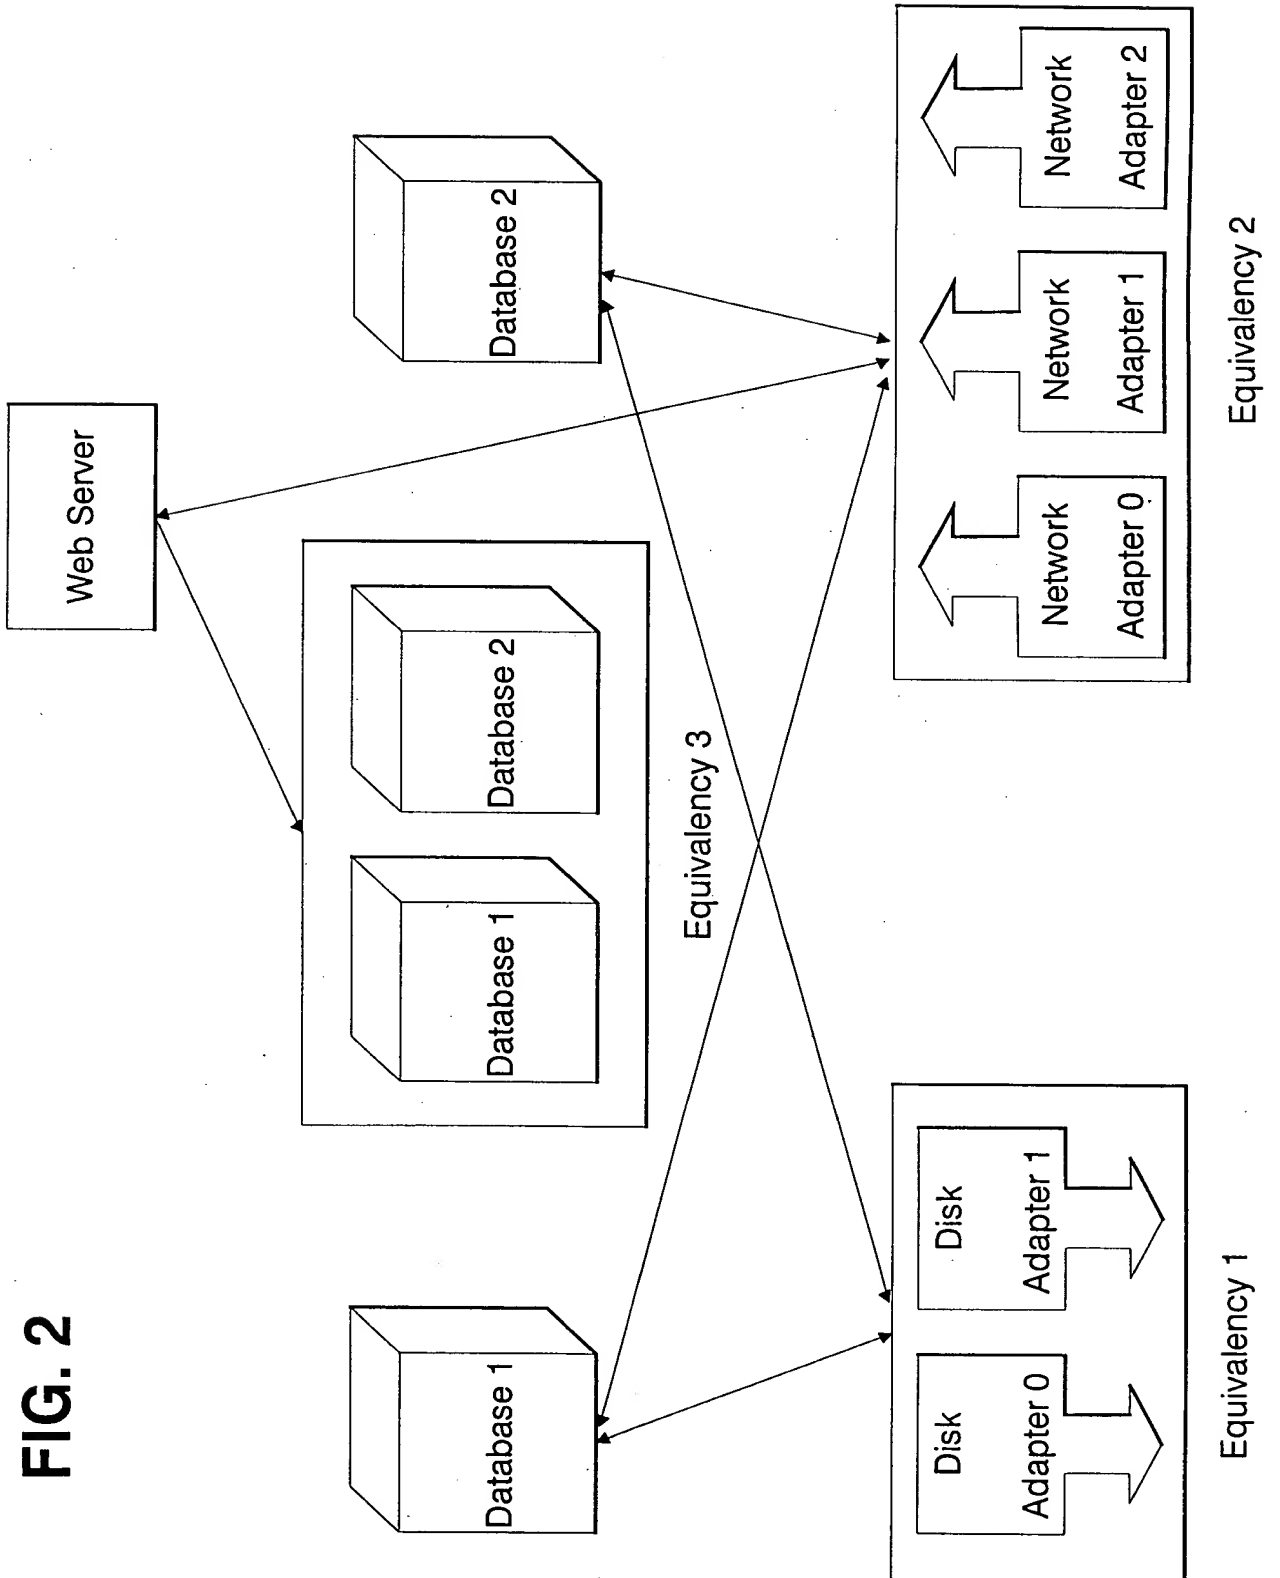 FIG. 2
Web Server
Database 1
Database 1
Database 2
Database 2
Equivalency 3
Disk
Adapter 0
Disk
Adapter 1
Network
Adapter 0
Network
Adapter 1
Network
Adapter 2
Equivalency 1
Equivalency 2